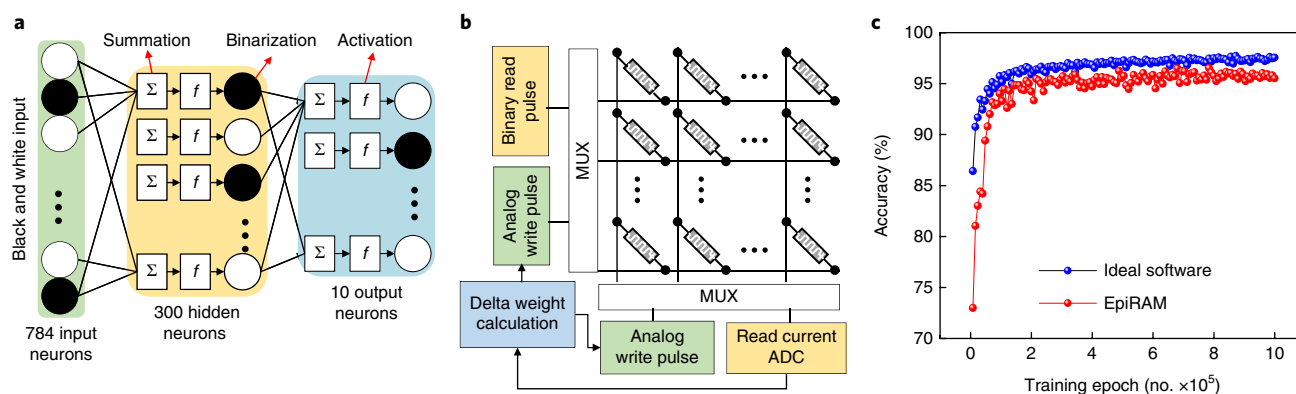 a
Summation
Binarization
Activation
Black and white input
Σ
f
Σ
f
Σ
f
Σ
f
Σ
f
Σ
f
Σ
f
784 input
neurons
300 hidden
neurons
10 output
neurons
b
Binary read
pulse
Analog
write pulse
MUX
MUX
Delta weight
calculation
Analog
write pulse
Read current
ADC
c
Accuracy (%)
100
95
90
85
80
75
70
Ideal software
EpiRAM
0
2
4
6
8
10
Training epoch (no. ×10⁵)